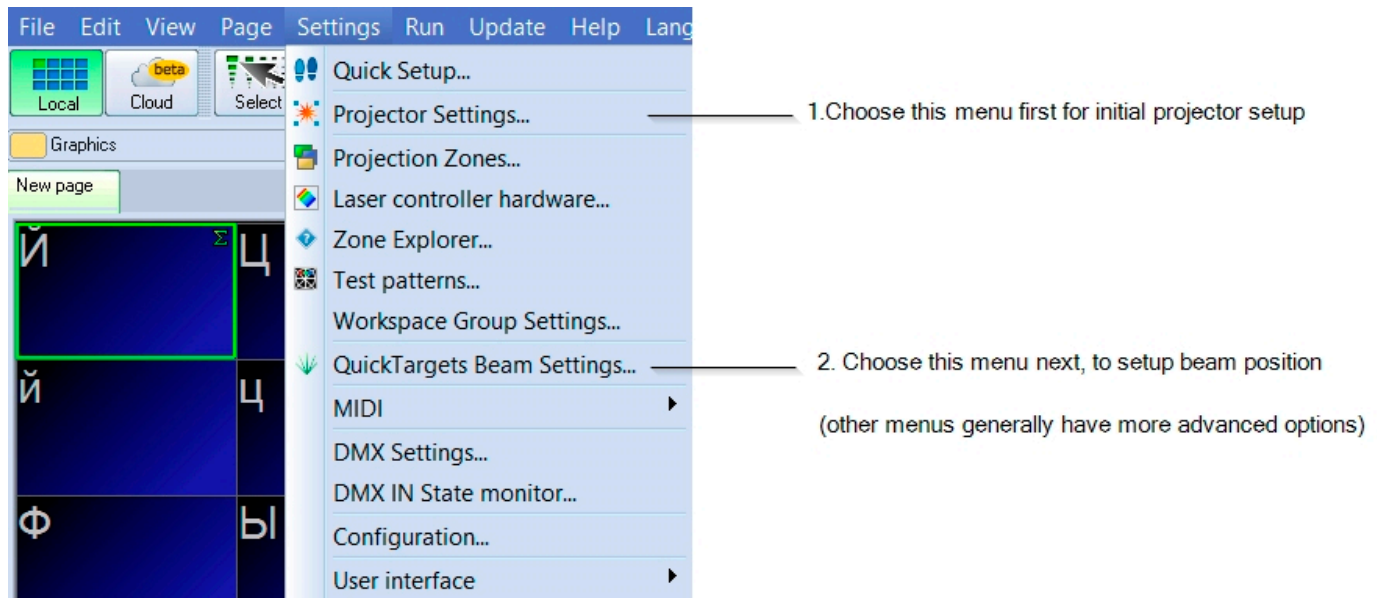 File Edit View Page Settings Run Update Help Lang
Local
Cloud
beta
Select
Graphics
New page
Й
Σ
Ц
й
ц
Ф
Ы
Quick Setup...
Projector Settings...
Projection Zones...
Laser controller hardware...
Zone Explorer...
Test patterns...
Workspace Group Settings...
QuickTargets Beam Settings...
MIDI
DMX Settings...
DMX IN State monitor...
Configuration...
User interface
1.Choose this menu first for initial projector setup
2. Choose this menu next, to setup beam position
(other menus generally have more advanced options)